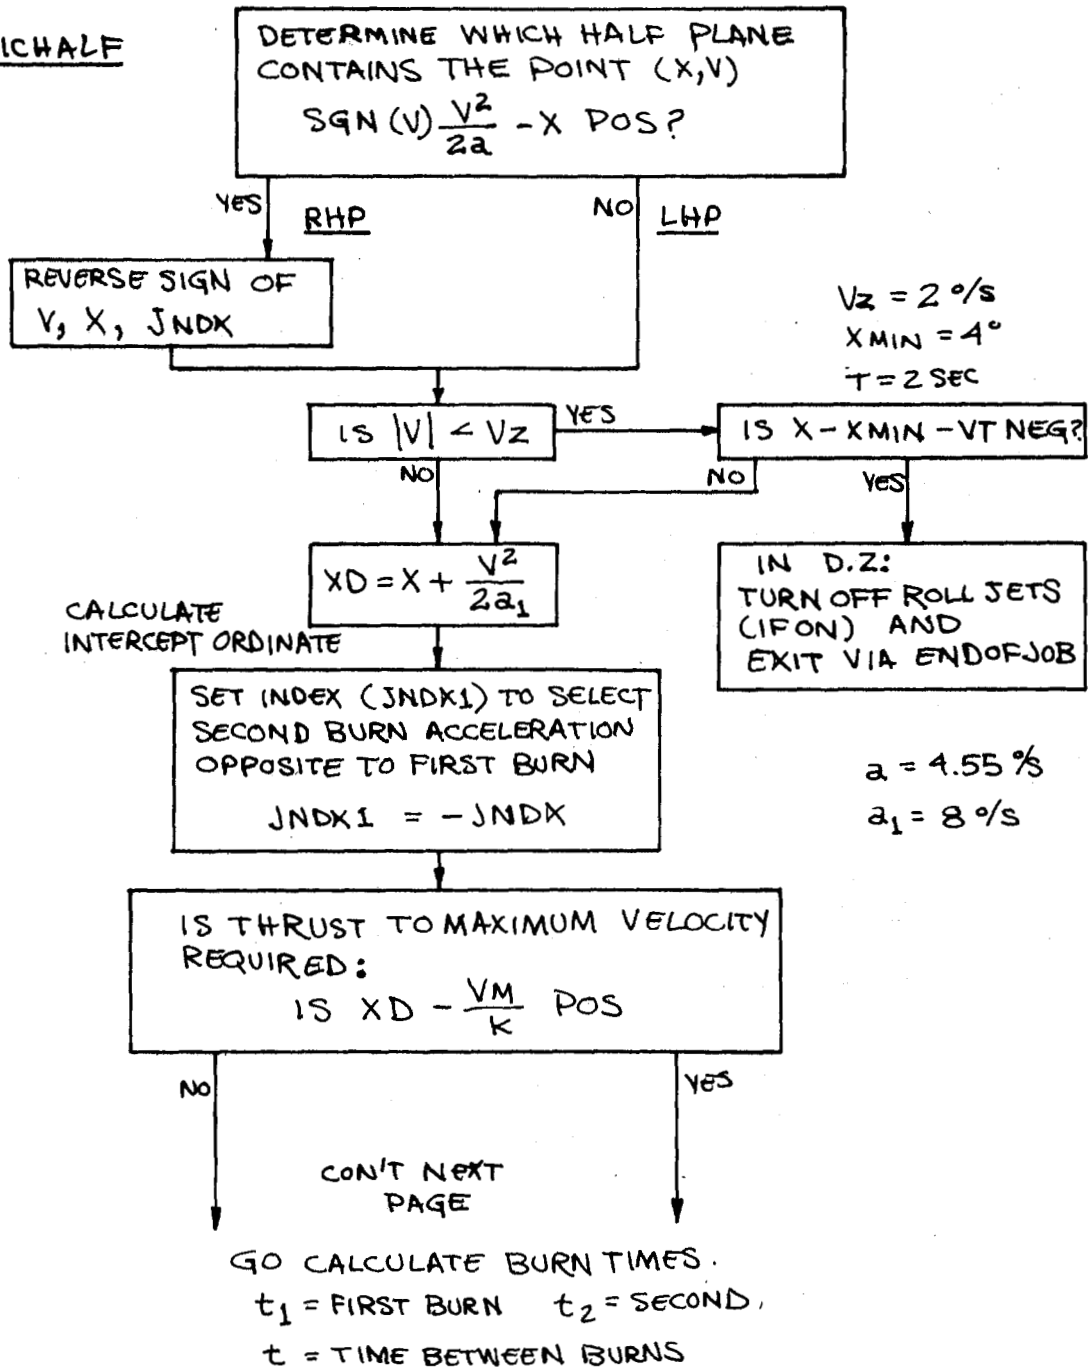 ICHALF
DETERMINE WHICH HALF PLANE
CONTAINS THE POINT (X,V)
SGN (V) V²/2a - X POS?
YES
RHP
NO
LHP
REVERSE SIGN OF
V, X, JNDX
Vz = 2 °/s
XMIN = 4°
T = 2 SEC
IS |V| < Vz
YES
IS X - XMIN - VT NEG?
NO
NO
YES
XD = X + V²/2a₁
IN D.Z:
TURN OFF ROLL JETS
(IF ON) AND
EXIT VIA ENDOFJOB
CALCULATE
INTERCEPT ORDINATE
SET INDEX (JNDX1) TO SELECT
SECOND BURN ACCELERATION
OPPOSITE TO FIRST BURN
JNDX1 = -JNDX
a = 4.55 °/s
a₁ = 8 °/s
IS THRUST TO MAXIMUM VELOCITY
REQUIRED:
IS XD - VM/K POS
NO
YES
CON'T NEXT
PAGE
GO CALCULATE BURN TIMES.
t₁ = FIRST BURN t₂ = SECOND,
t = TIME BETWEEN BURNS